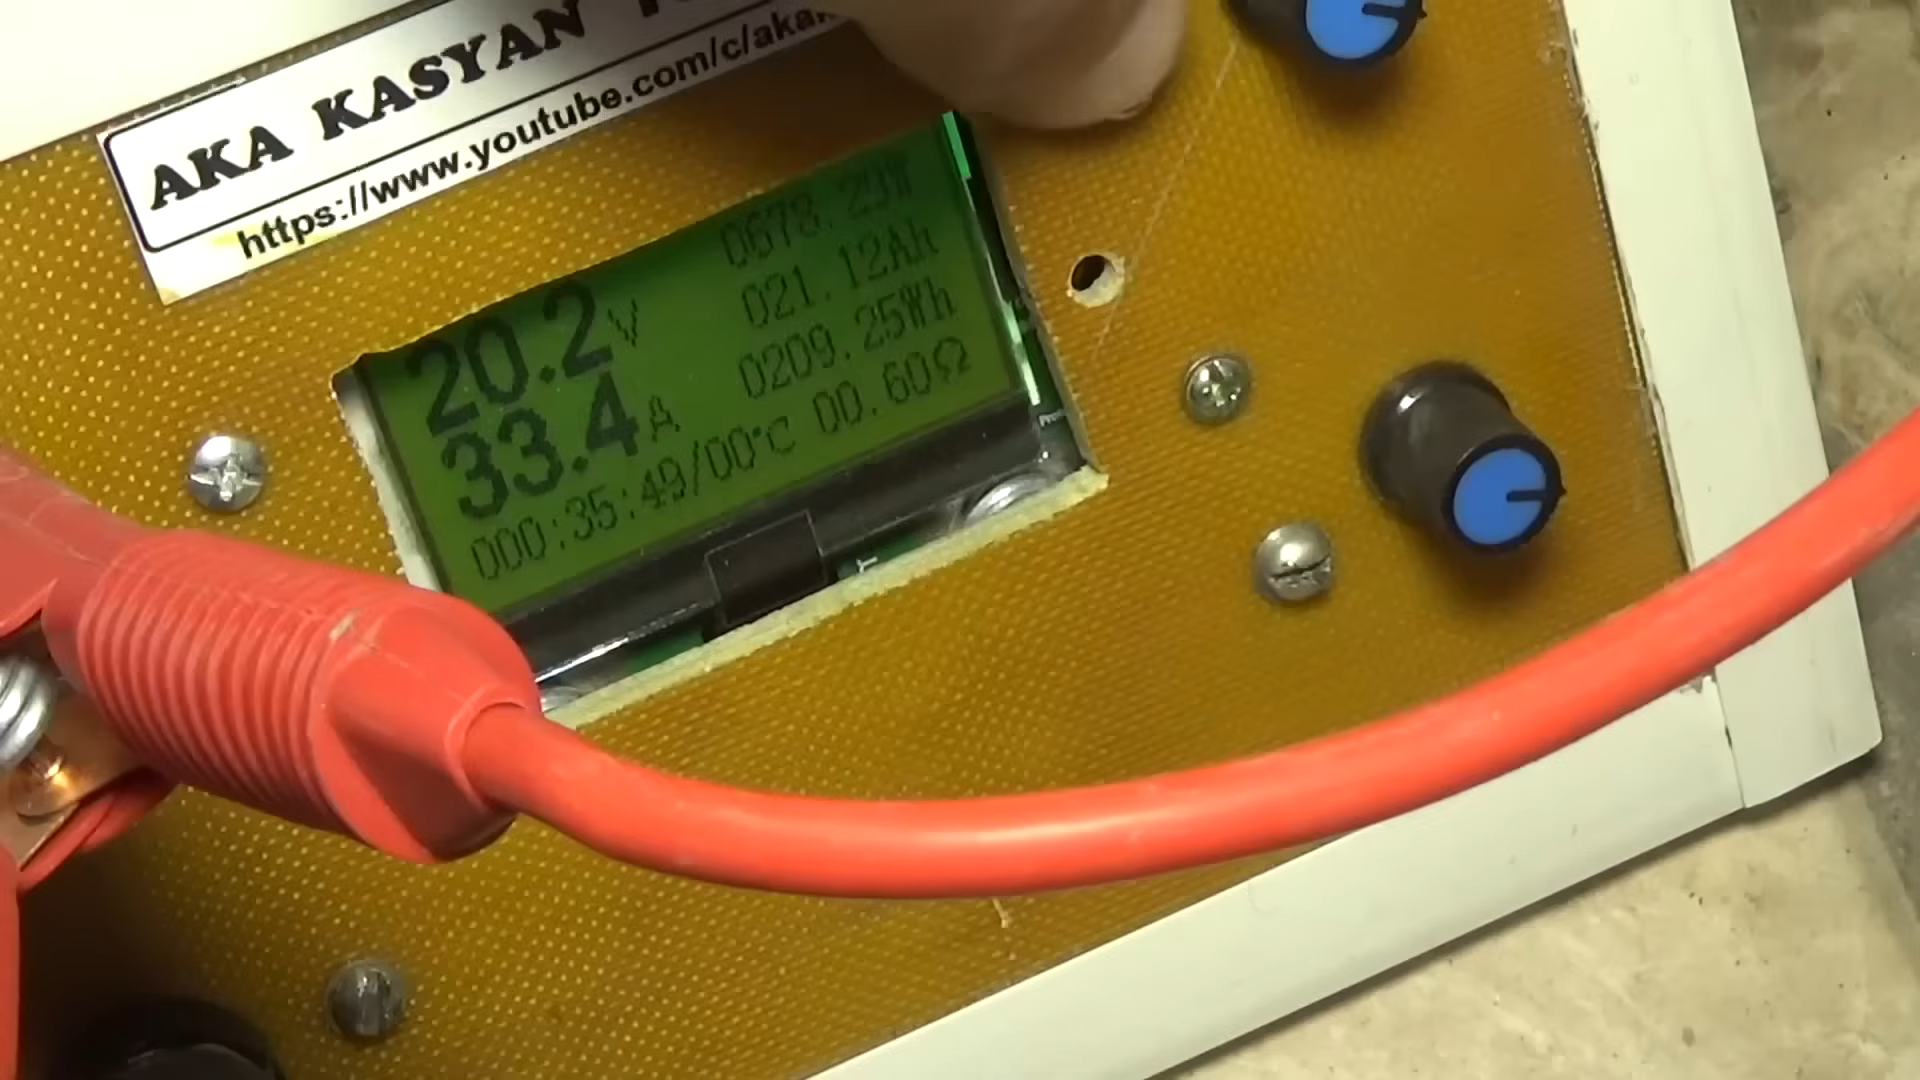 AKA KASYAN
https://www.youtube.com/c/aka
20.2V
33.4A
0678.29W
021.12Ah
0209.25Wh
000:35:49/00°C 00.60Ω